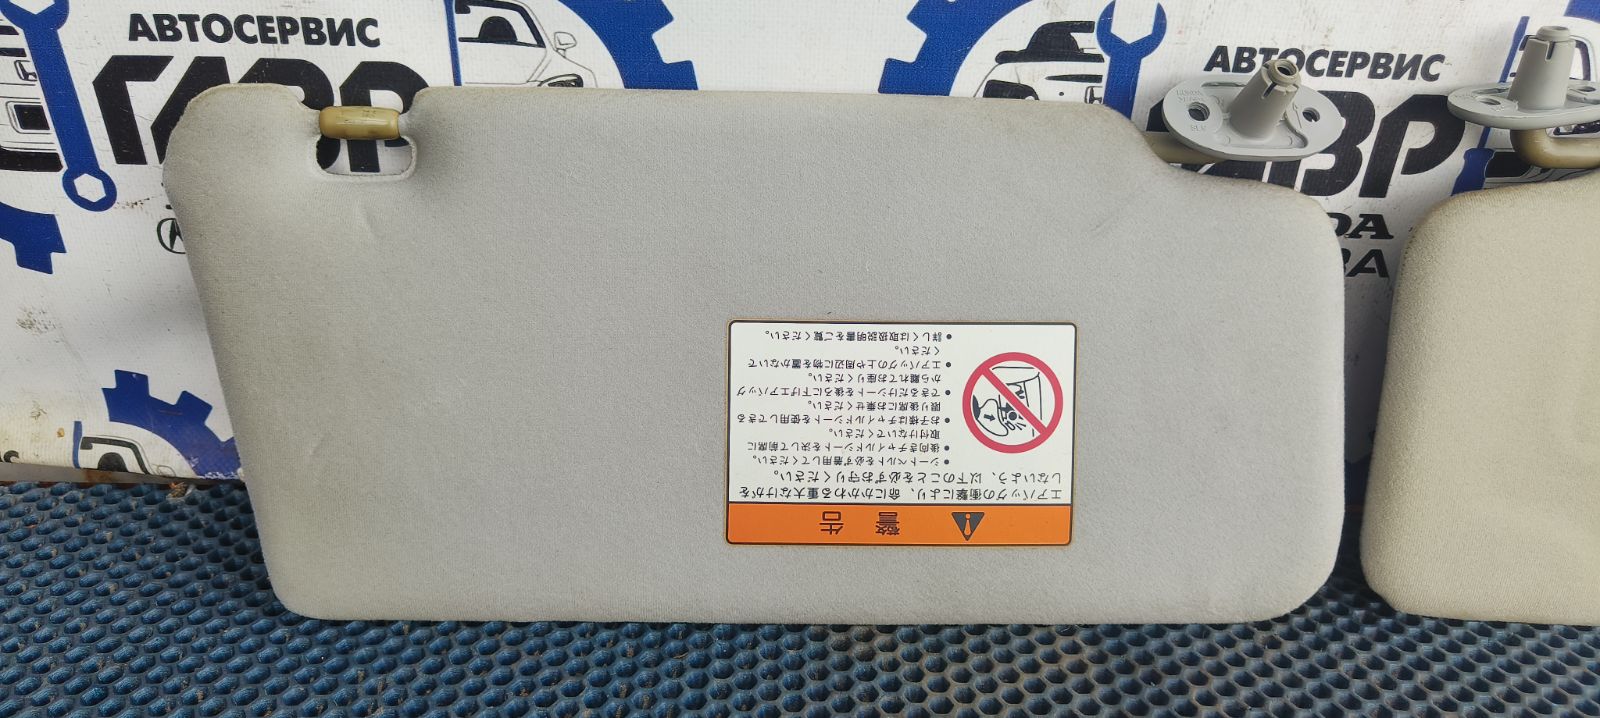 АВТОСЕРВИС
ГАРР
АВТОСЕРВИС
警告
エアバッグの衝撃により、命にかかわる重大なけがを
しないよう、以下のことを必ずお守りください。
●シートベルトを必ず着用してください。
●後向きチャイルドシートを決して前席に
取付けないでください。
●お子様はチャイルドシートを使用してできる
限り後席にお乗せください。
●できるだけシートを後ろに下げエアバッグ
から離れてお座りください。
●エアバッグの上や周辺に物を置かないで
ください。
●詳しくは取扱説明書をご覧ください。